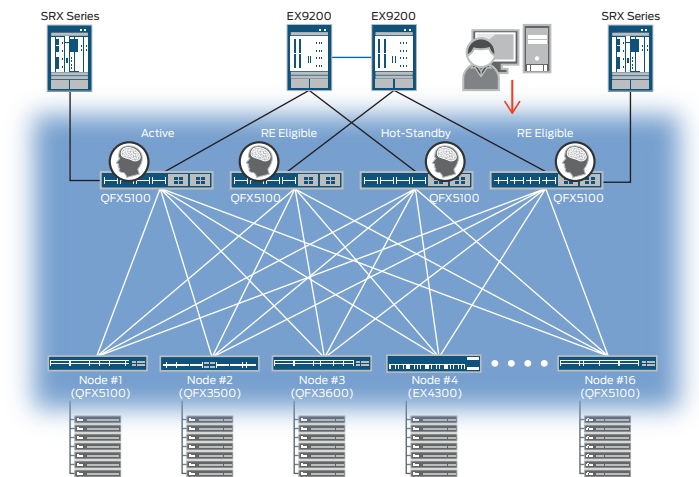 SRX Series
EX9200
EX9200
SRX Series
Active
RE Eligible
Hot-Standby
RE Eligible
QFX5100
QFX5100
QFX5100
QFX5100
Node #1
(QFX5100)
Node #2
(QFX3500)
Node #3
(QFX3600)
Node #4
(EX4300)
Node #16
(QFX5100)